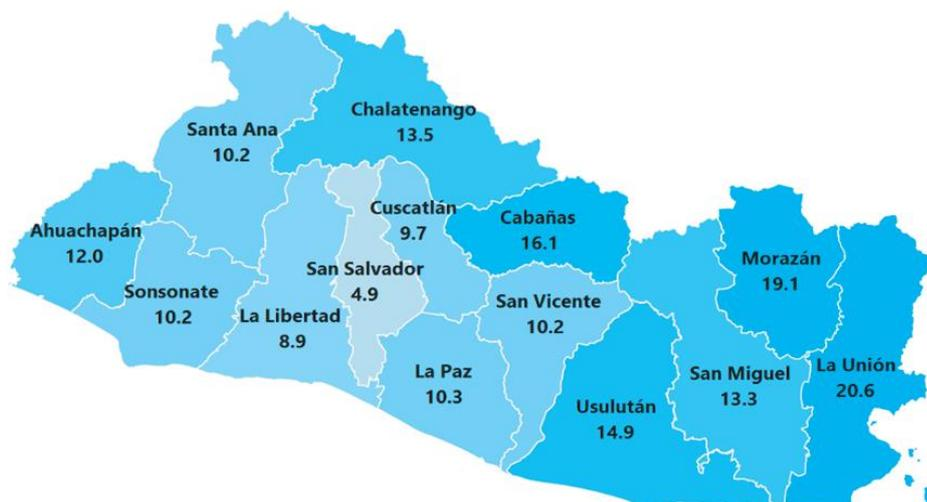 Chalatenango
13.5
Santa Ana
10.2
Cuscatlán
9.7
Cabañas
16.1
Ahuachapán
12.0
Morazán
19.1
San Salvador
4.9
Sonsonate
10.2
San Vicente
10.2
La Libertad
8.9
La Paz
10.3
La Unión
20.6
San Miguel
13.3
Usulután
14.9